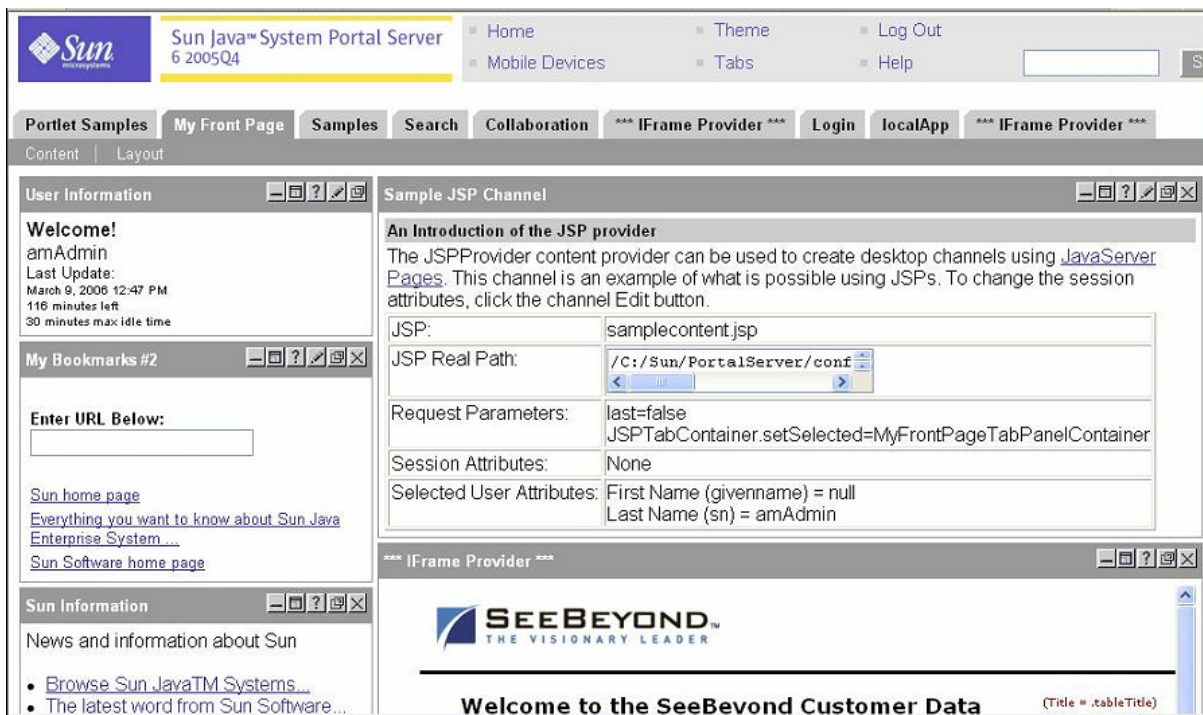 Sun
microsystems
Sun Java™ System Portal Server
6 2005Q4
Home
Theme
Log Out
Mobile Devices
Tabs
Help
Portlet Samples
My Front Page
Samples
Search
Collaboration
*** IFrame Provider ***
Login
localApp
*** IFrame Provider ***
Content | Layout
User Information
Welcome!
amAdmin
Last Update:
March 9, 2006 12:47 PM
116 minutes left
30 minutes max idle time
My Bookmarks #2
Enter URL Below:
Sun home page
Everything you want to know about Sun Java
Enterprise System ...
Sun Software home page
Sun Information
News and information about Sun
• Browse Sun JavaTM Systems...
• The latest word from Sun Software...
Sample JSP Channel
An Introduction of the JSP provider
The JSPProvider content provider can be used to create desktop channels using JavaServer
Pages. This channel is an example of what is possible using JSPs. To change the session
attributes, click the channel Edit button.
JSP: samplecontent.jsp
JSP Real Path: /C:/Sun/PortalServer/conf
Request Parameters: last=false
JSPTabContainer.setSelected=MyFrontPageTabPanelContainer
Session Attributes: None
Selected User Attributes: First Name (givenname) = null
Last Name (sn) = amAdmin
*** IFrame Provider ***
SEEBEYOND™
THE VISIONARY LEADER
Welcome to the SeeBeyond Customer Data
(Title = .tableTitle)